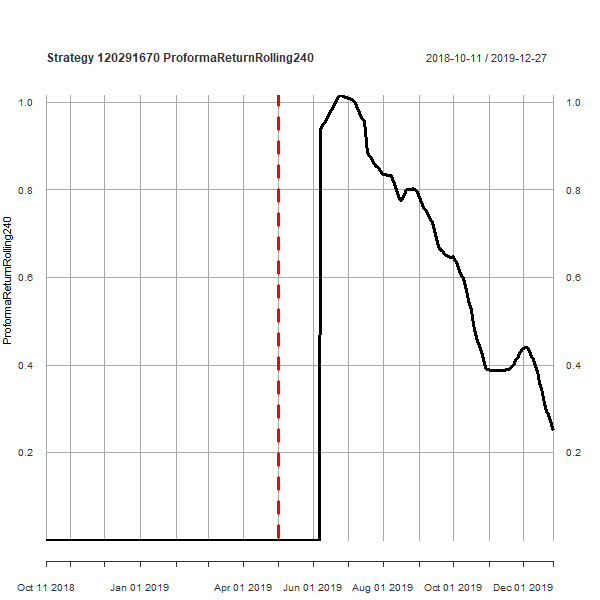 Strategy 120291670 ProformaReturnRolling240
2018-10-11 / 2019-12-27
ProformaReturnRolling240
1.0
1.0
0.8
0.8
0.6
0.6
0.4
0.4
0.2
0.2
Oct 11 2018
Jan 01 2019
Apr 01 2019
Jun 01 2019
Aug 01 2019
Oct 01 2019
Dec 01 2019